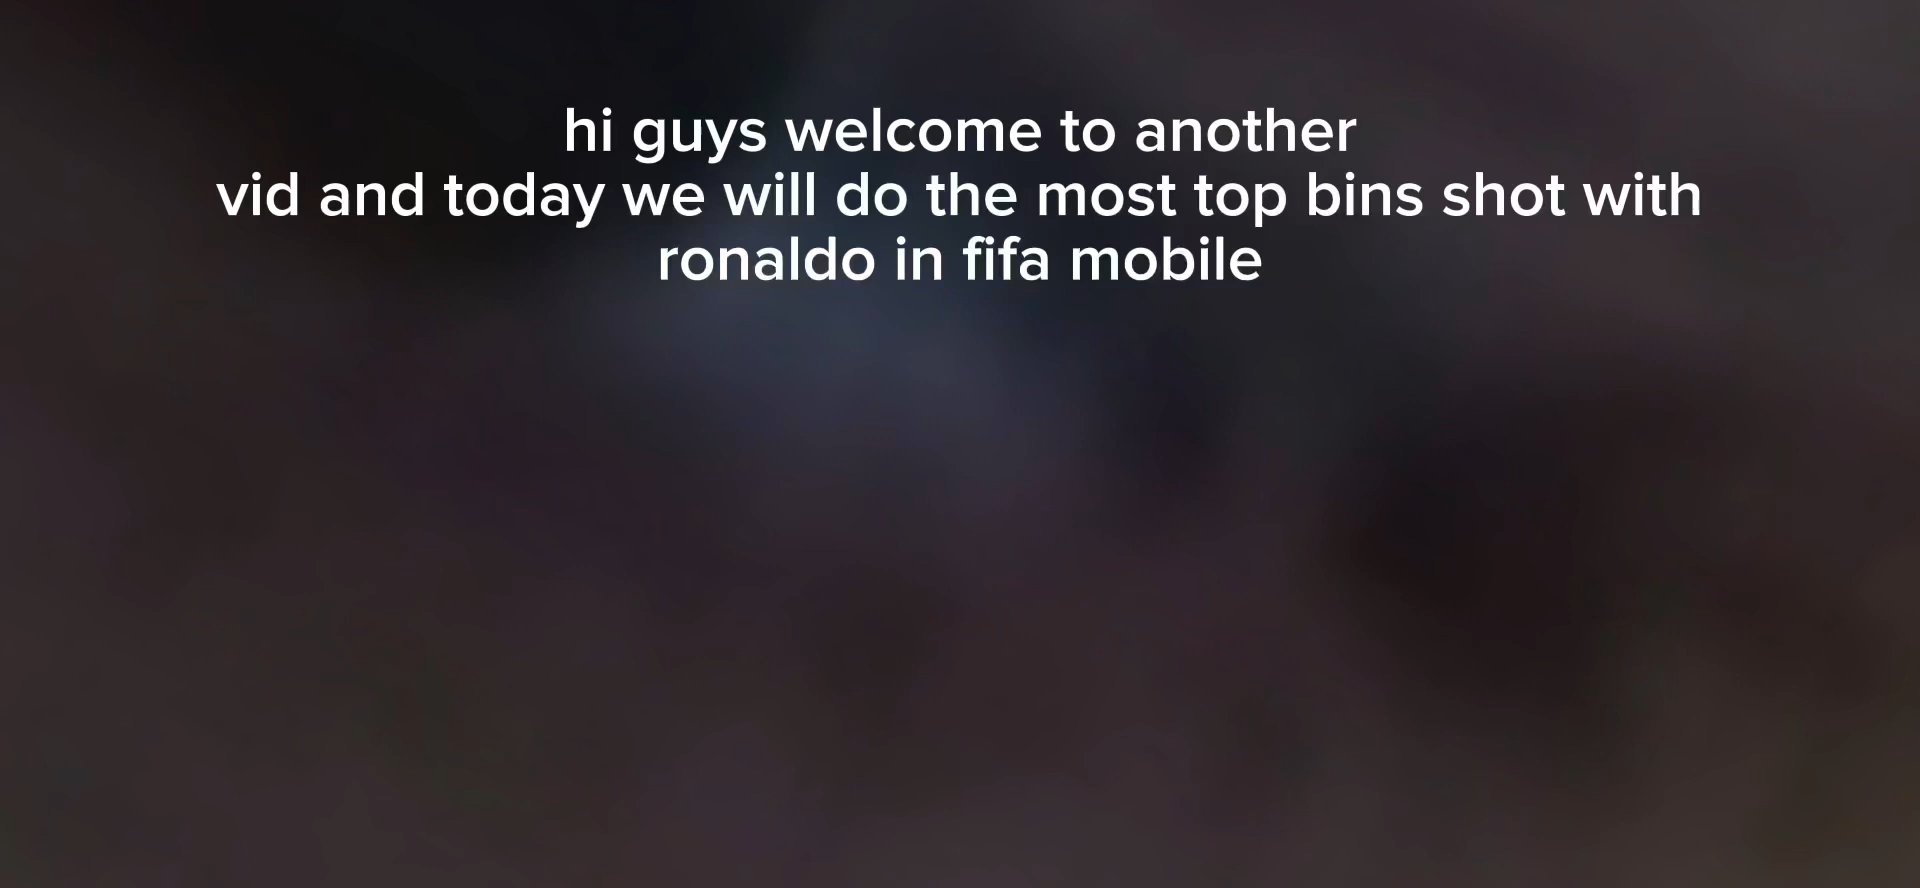 hi guys welcome to another
vid and today we will do the most top bins shot with
ronaldo in fifa mobile